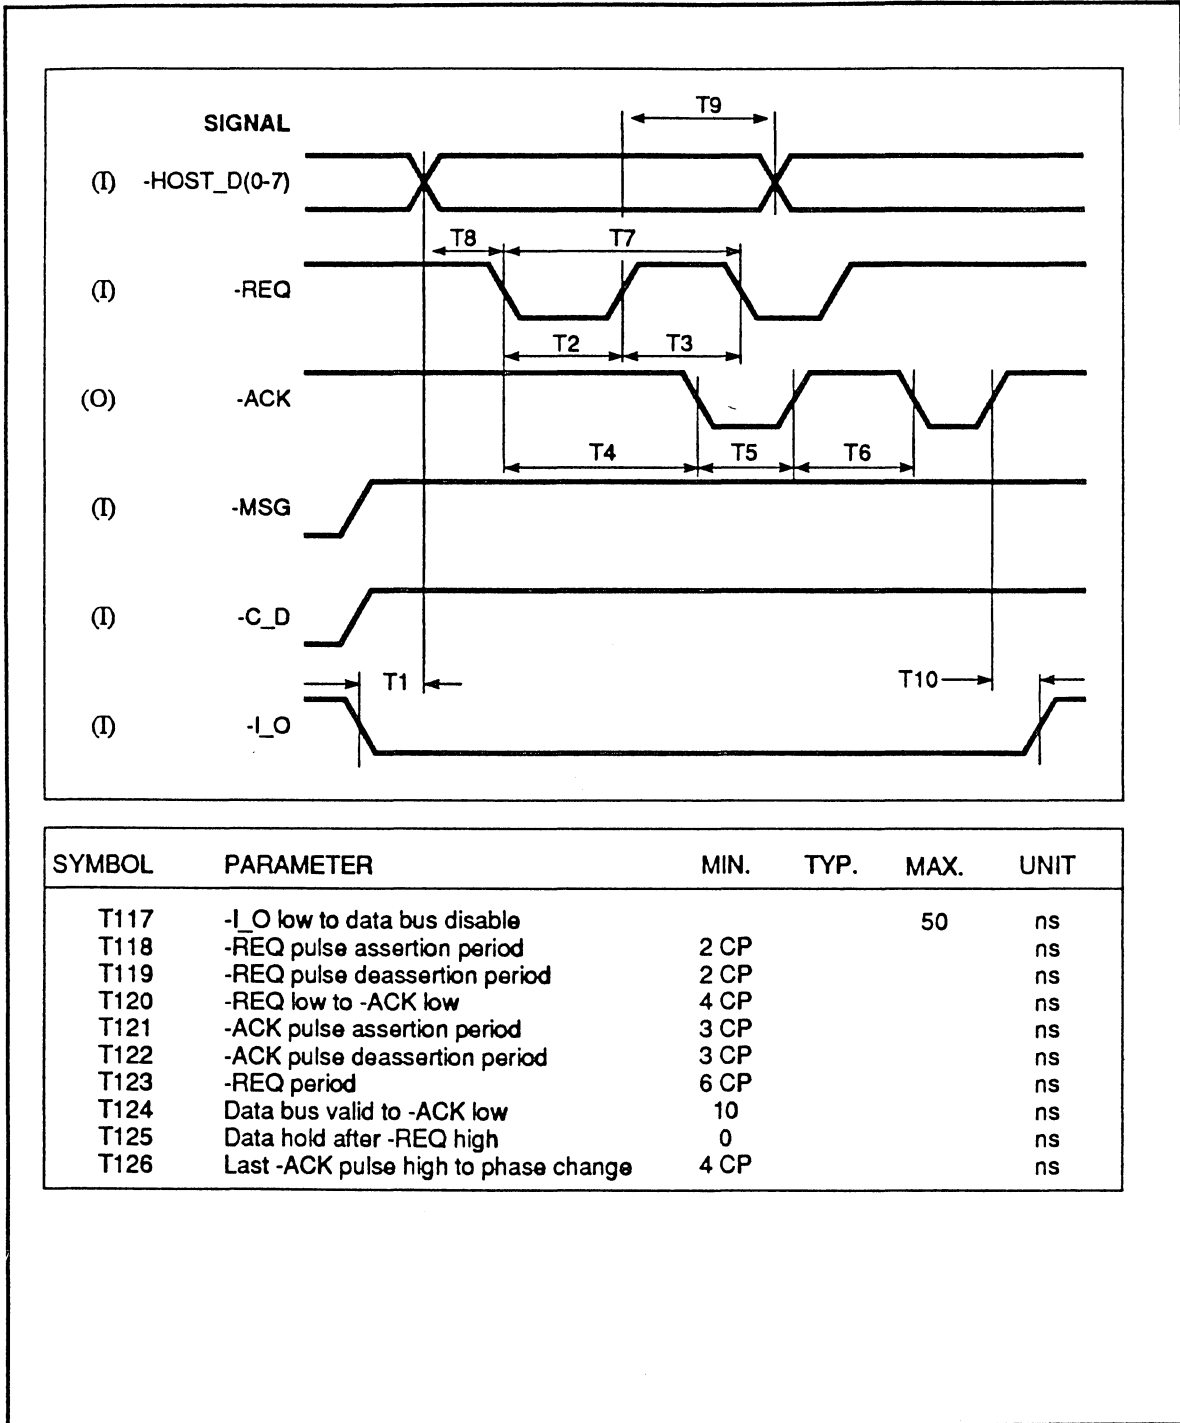 SIGNAL
T9
(I) -HOST_D(0-7)
T8 T7
(I) -REQ
T2 T3
(O) -ACK
T4 T5 T6
(I) -MSG
(I) -C_D
T1 T10
(I) -I_O
SYMBOL PARAMETER MIN. TYP. MAX. UNIT
T117 -I_O low to data bus disable 50 ns
T118 -REQ pulse assertion period 2 CP ns
T119 -REQ pulse deassertion period 2 CP ns
T120 -REQ low to -ACK low 4 CP ns
T121 -ACK pulse assertion period 3 CP ns
T122 -ACK pulse deassertion period 3 CP ns
T123 -REQ period 6 CP ns
T124 Data bus valid to -ACK low 10 ns
T125 Data hold after -REQ high 0 ns
T126 Last -ACK pulse high to phase change 4 CP ns